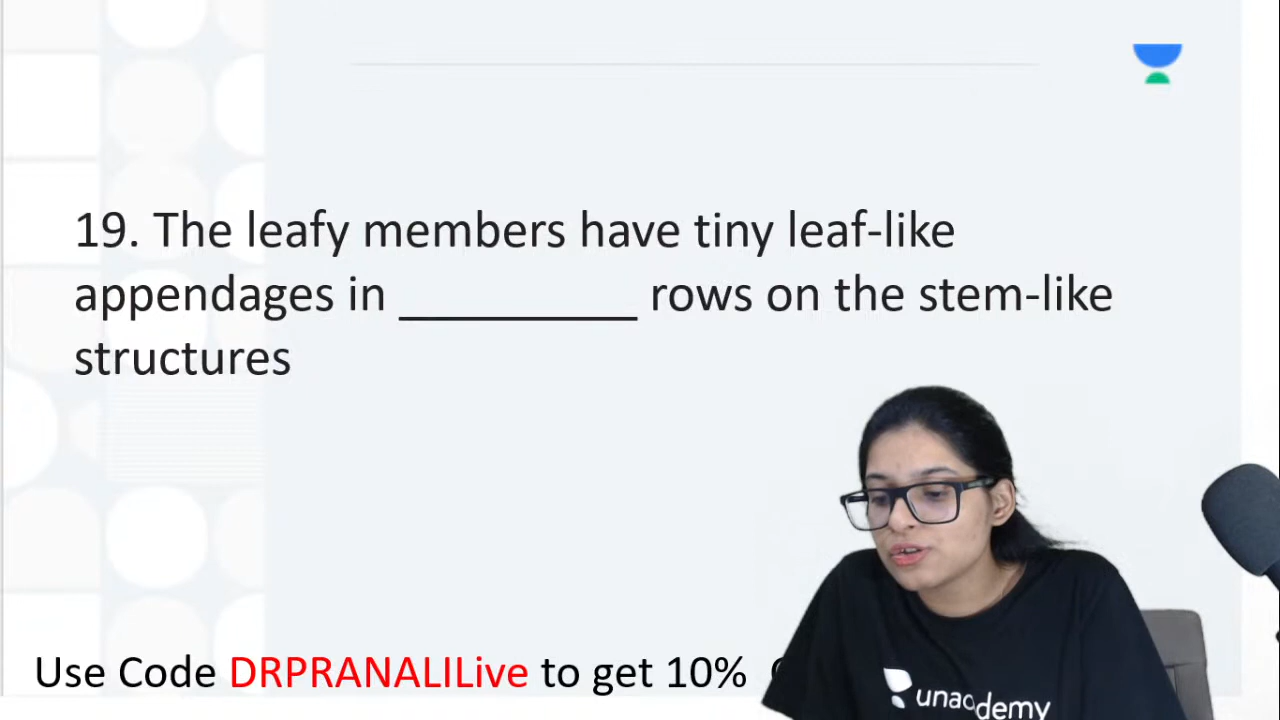 19. The leafy members have tiny leaf-like
appendages in __________ rows on the stem-like
structures
Use Code DRPRANALILive to get 10%
unacademy